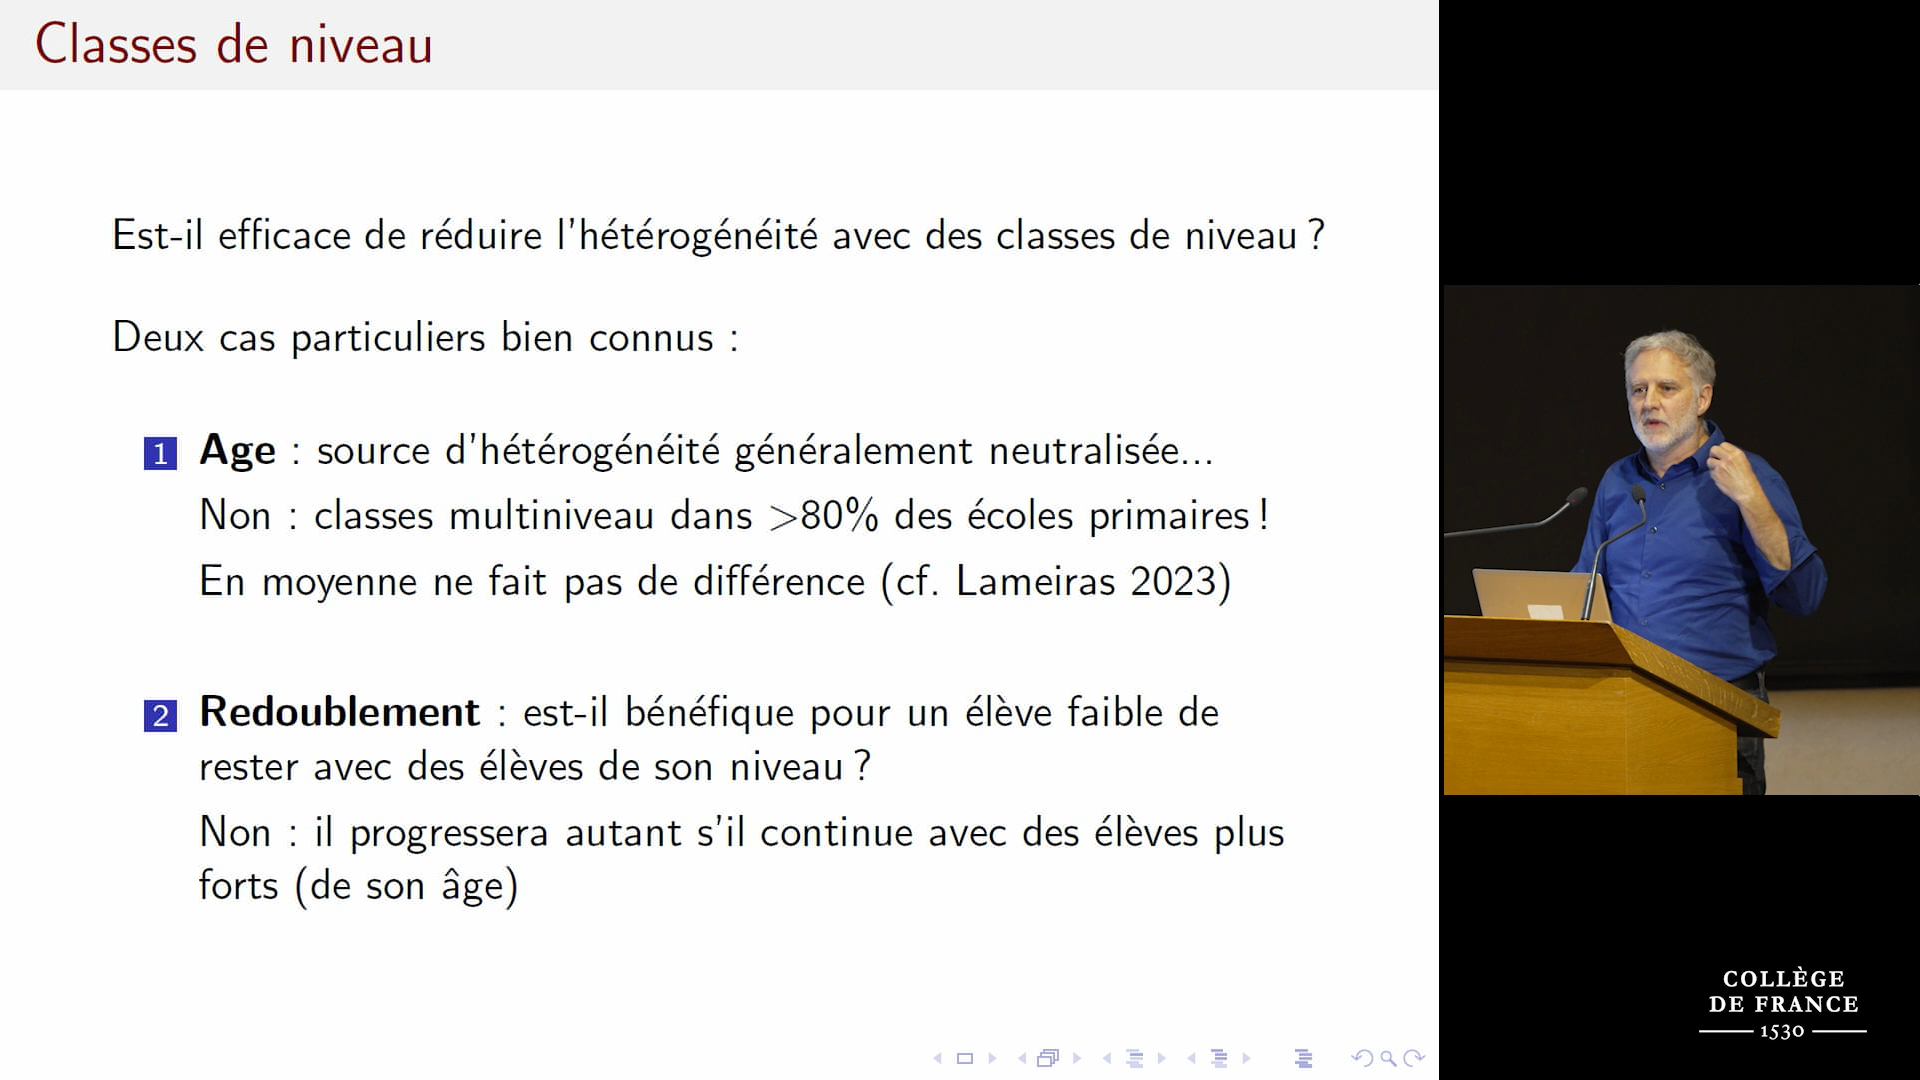 Classes de niveau
Est-il efficace de réduire l'hétérogénéité avec des classes de niveau ?
Deux cas particuliers bien connus :
1 Age : source d'hétérogénéité généralement neutralisée...
Non : classes multiniveau dans >80% des écoles primaires !
En moyenne ne fait pas de différence (cf. Lameiras 2023)
2 Redoublement : est-il bénéfique pour un élève faible de
rester avec des élèves de son niveau ?
Non : il progressera autant s'il continue avec des élèves plus
forts (de son âge)
COLLÈGE
DE FRANCE
1530